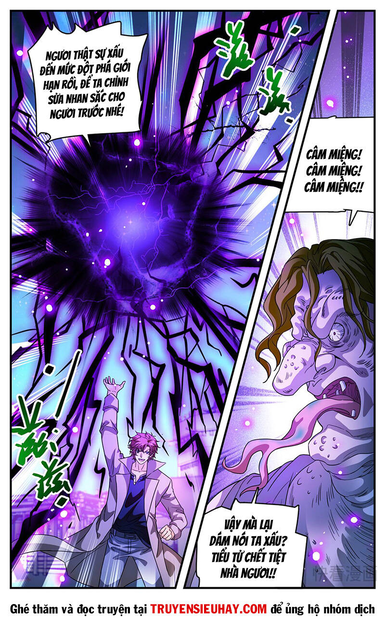 NGƯƠI THẬT SỰ XẤU
ĐẾN MỨC ĐỘT PHÁ GIỚI
HẠN RỒI, ĐỂ TA CHỈNH
SỬA NHAN SẮC CHO
NGƯƠI TRƯỚC NHÉ!
CÂM MIỆNG!
CÂM MIỆNG!
CÂM MIỆNG!!
VẬY MÀ LẠI
DÁM NÓI TA XẤU?
TIỂU TỬ CHẾT TIỆT
NHÀ NGƯƠI!!
Ghé thăm và đọc truyện tại TRUYENSIEUHAY.COM để ủng hộ nhóm dịch